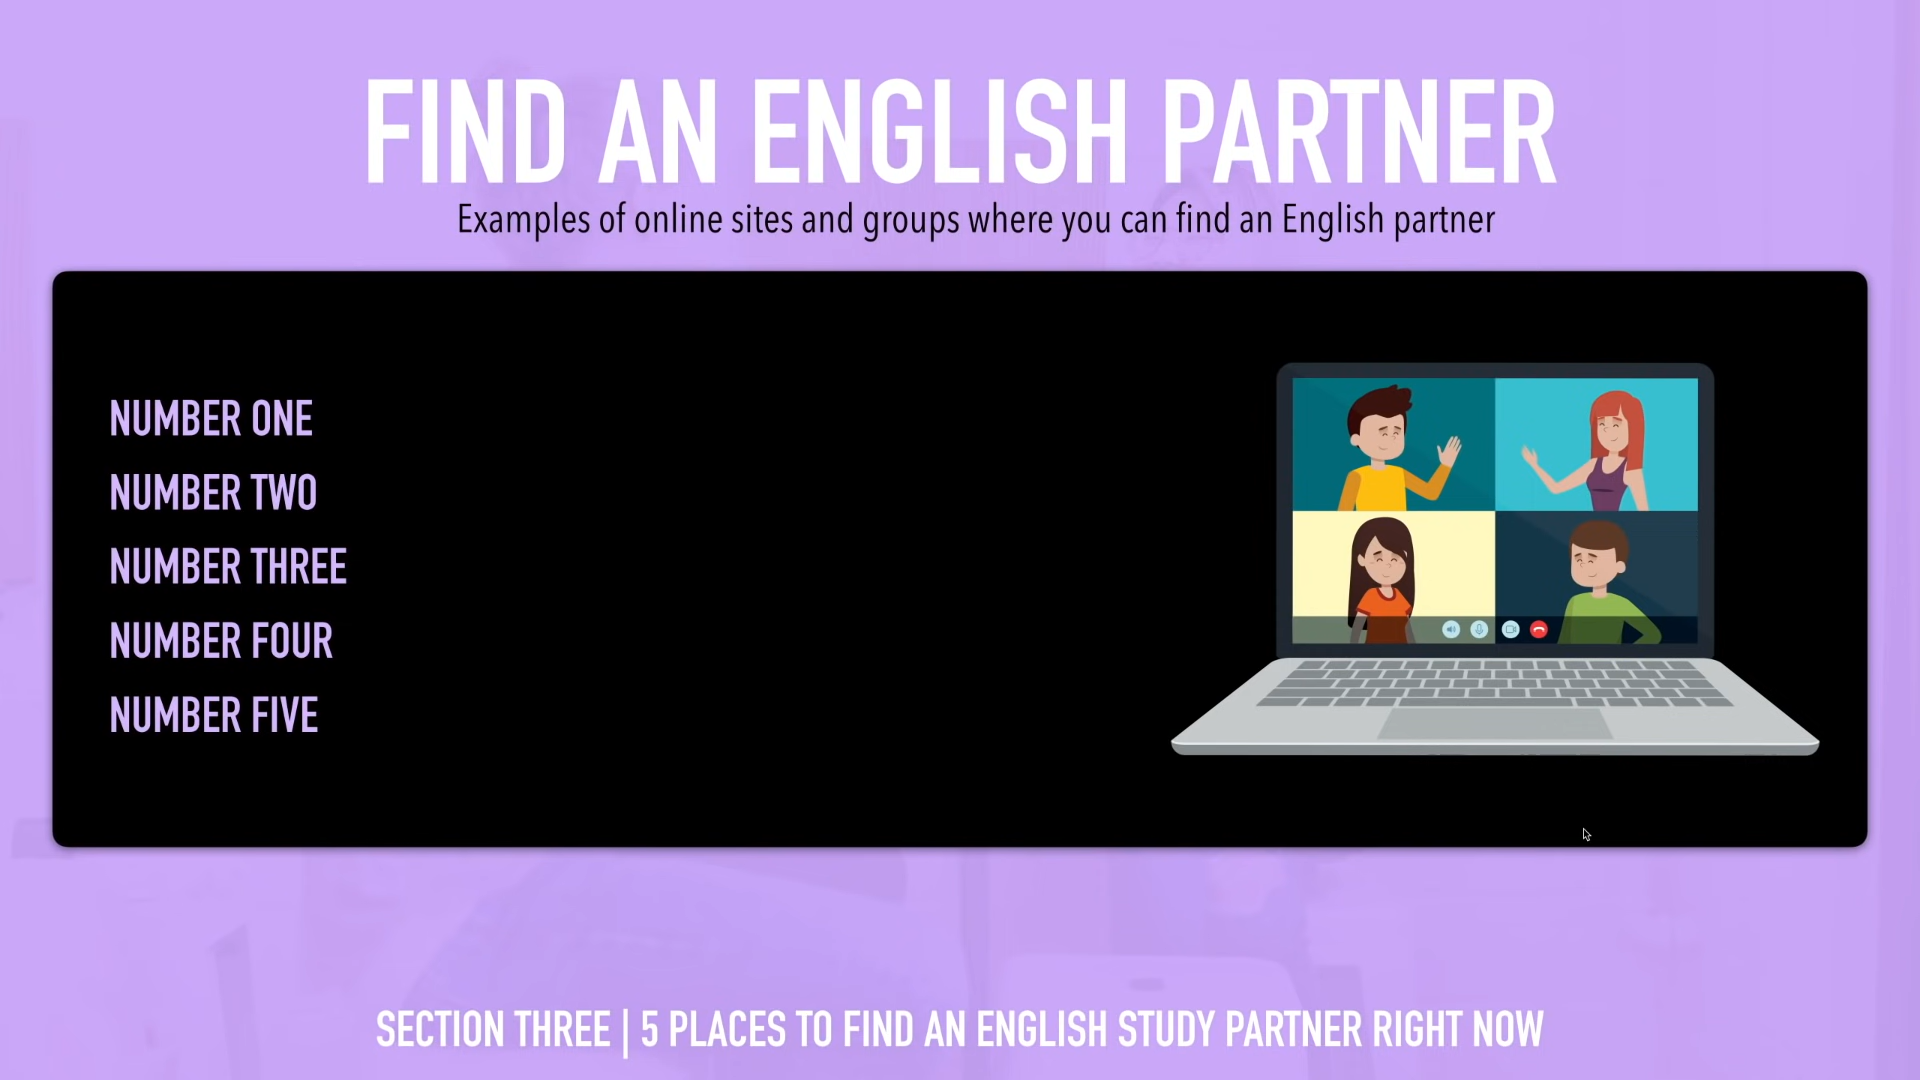 FIND AN ENGLISH PARTNER
Examples of online sites and groups where you can find an English partner
NUMBER ONE
NUMBER TWO
NUMBER THREE
NUMBER FOUR
NUMBER FIVE
SECTION THREE | 5 PLACES TO FIND AN ENGLISH STUDY PARTNER RIGHT NOW